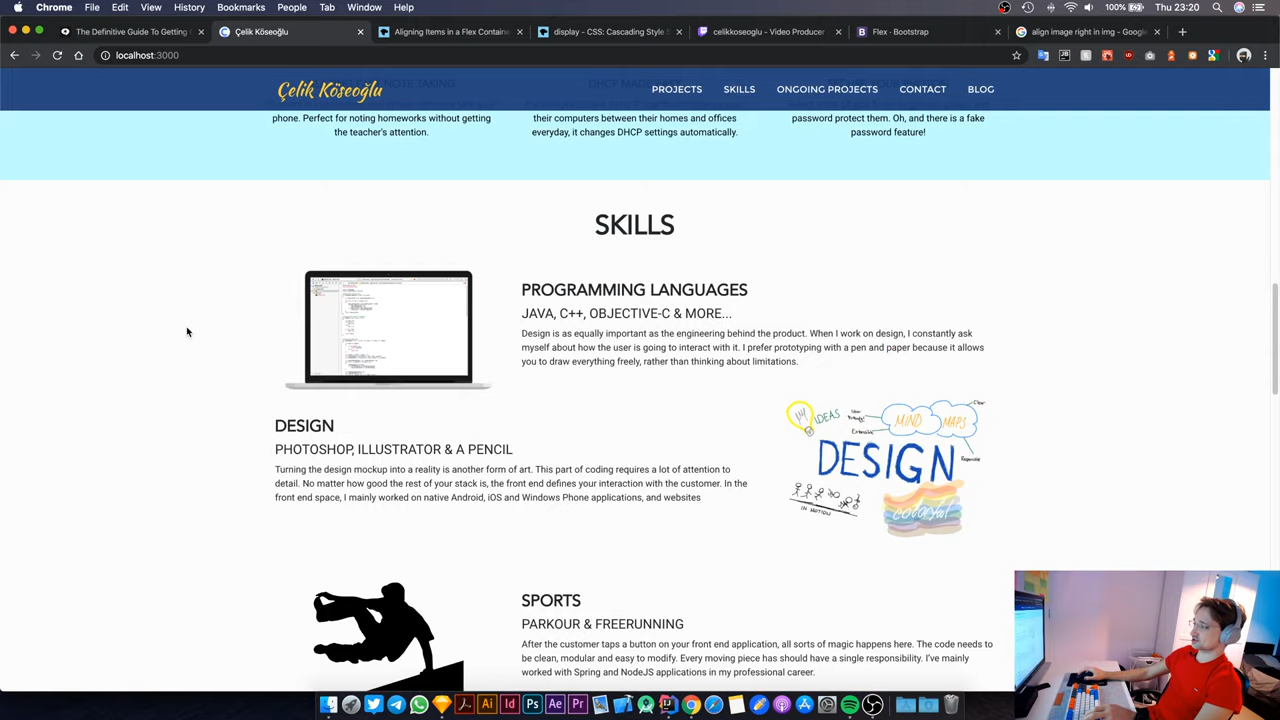 Chrome File Edit View History Bookmarks People Tab Window Help
100% Thu 23:20
The Definitive Guide To Getting
Çelik Köseoğlu
Aligning Items in a Flex Contain
display - CSS: Cascading Style S
celikkoseoglu - Video Producer
Flex · Bootstrap
align image right in img - Google
localhost:3000
Çelik Köseoğlu
PROJECTS SKILLS ONGOING PROJECTS CONTACT BLOG
phone. Perfect for noting homeworks without getting
the teacher's attention.
their computers between their homes and offices
everyday, it changes DHCP settings automatically.
password protect them. Oh, and there is a fake
password feature!
SKILLS
PROGRAMMING LANGUAGES
JAVA, C++, OBJECTIVE-C & MORE...
Design is as equally important as the engineering behind the product. When I work on design, I constantly ask
myself about how the user is going to interact with it. I prefer prototyping with a pen and paper because it allows
you to draw everything freely, rather than thinking about limitations.
DESIGN
PHOTOSHOP, ILLUSTRATOR & A PENCIL
Turning the design mockup into a reality is another form of art. This part of coding requires a lot of attention to
detail. No matter how good the rest of your stack is, the front end defines your interaction with the customer. In the
front end space, I mainly worked on native Android, iOS and Windows Phone applications, and websites
IDEAS
MIND MAPS
DESIGN
IN MOTION
colorful
SPORTS
PARKOUR & FREERUNNING
After the customer taps a button on your front end application, all sorts of magic happens here. The code needs to
be clean, modular and easy to modify. Every moving piece has should have a single responsibility. I've mainly
worked with Spring and NodeJS applications in my professional career.
Ai Id Ps Ae Pr